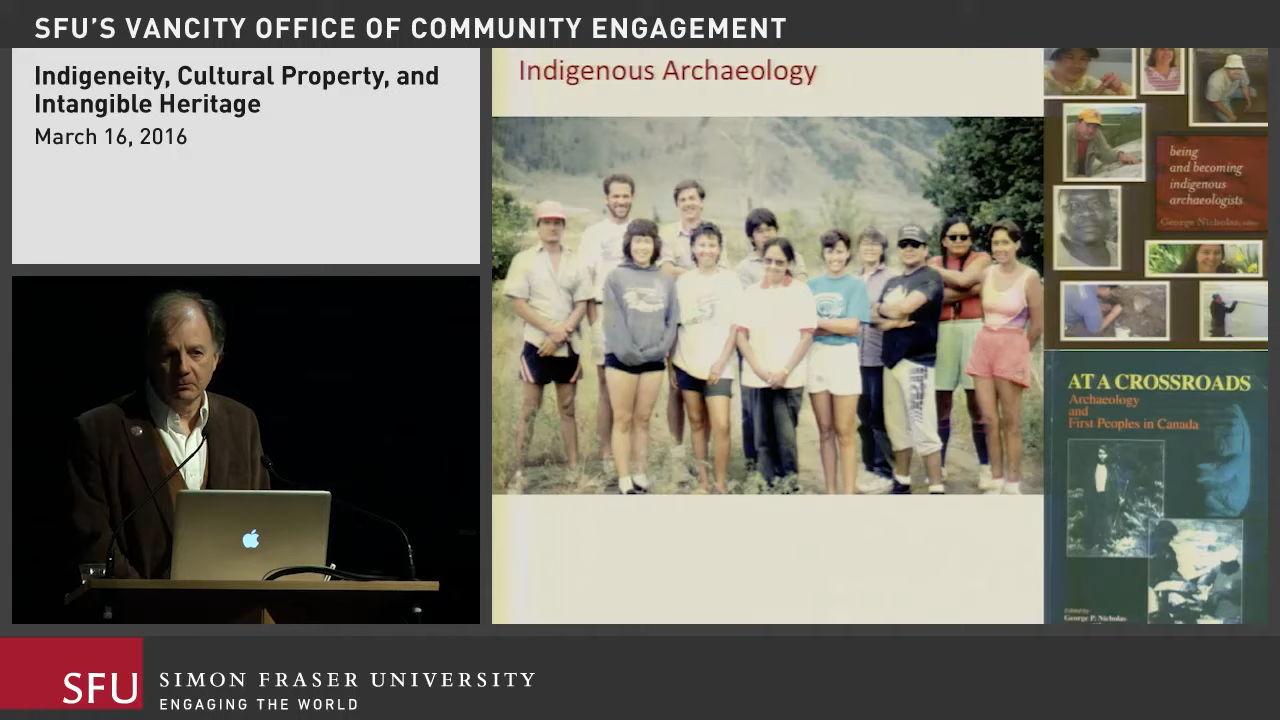 SFU'S VANCITY OFFICE OF COMMUNITY ENGAGEMENT
Indigeneity, Cultural Property, and
Intangible Heritage
March 16, 2016
Indigenous Archaeology
being
and becoming
indigenous
archaeologists
George Nicholas,
AT A CROSSROADS
Archaeology
and
First Peoples in Canada
Edited by
George P. Nicholas
SFU
SIMON FRASER UNIVERSITY
ENGAGING THE WORLD